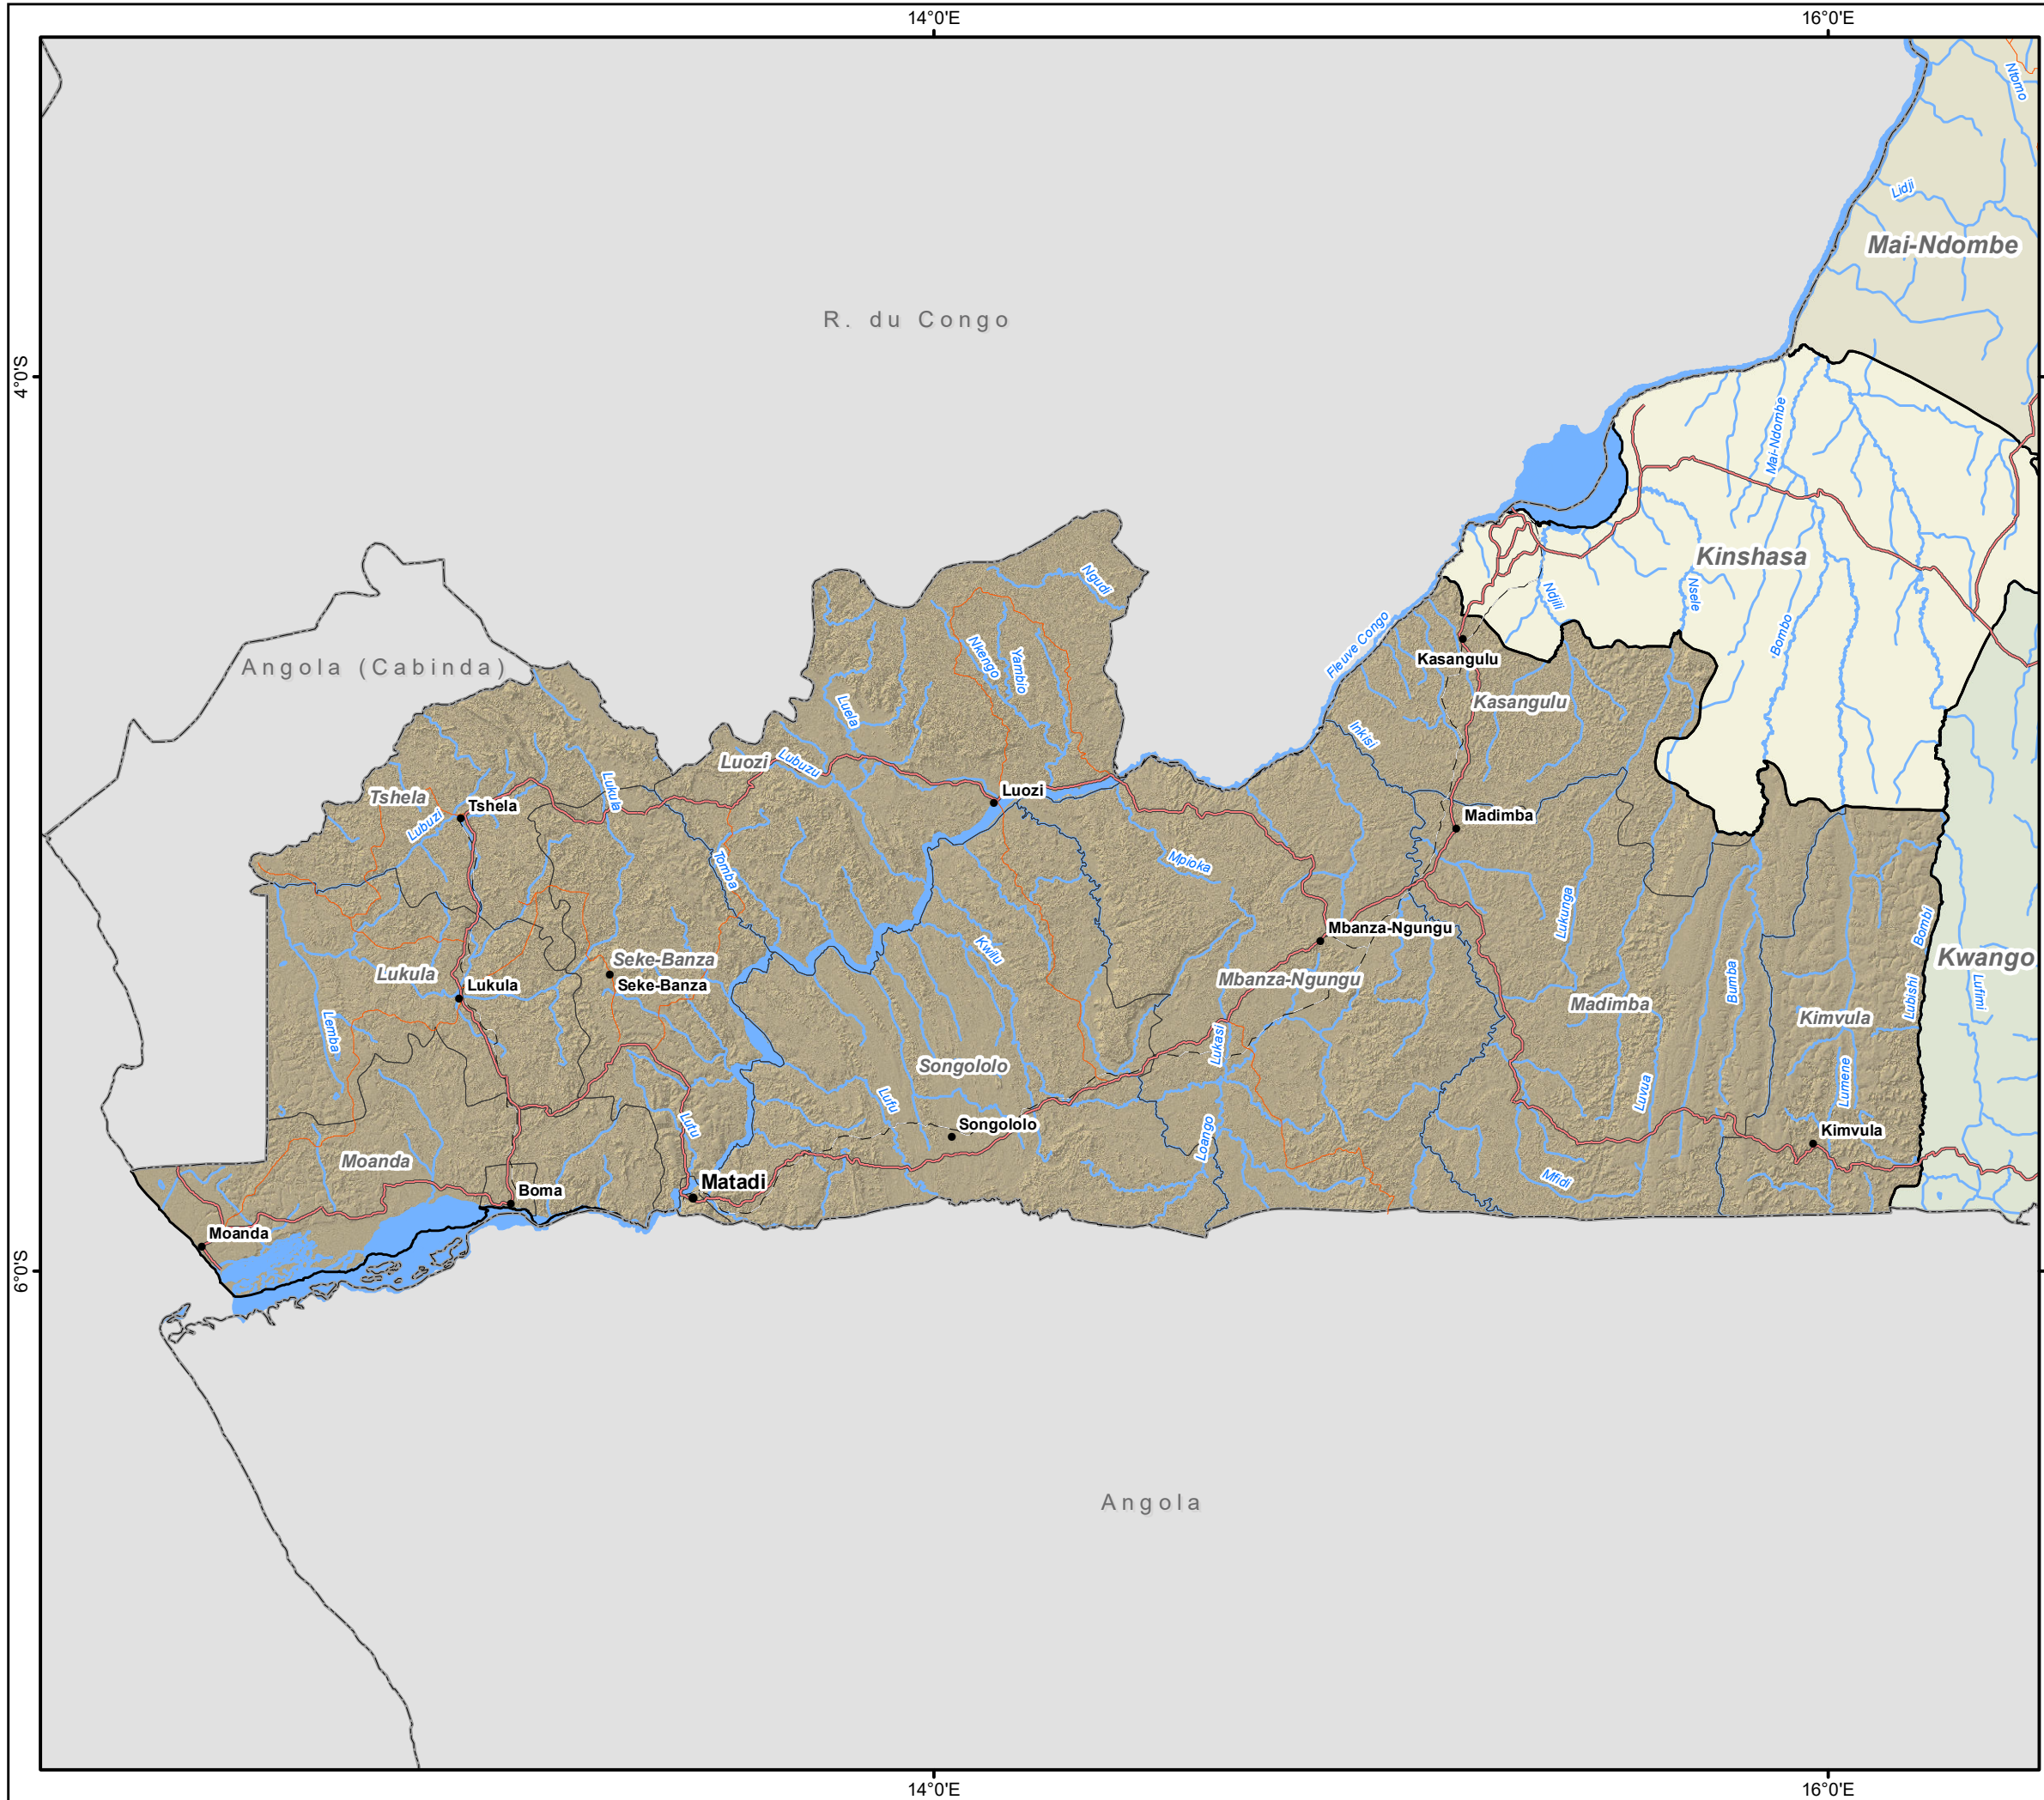 14°0'E
16°0'E
Ntomo
Lidji
Mai-Ndombe
R. du Congo
4°0'S
Mai-Ndombe
Kinshasa
Ngudi
Ndjili
Nsele
Bombo
Fleuve Congo
Nkengo
Yambio
Kasangulu
Angola (Cabinda)
Kasangulu
Luela
Inkisi
Luozi
Lubuzu
Lukula
Luozi
Tshela
Tshela
Lubuzi
Madimba
Tomba
Mpioka
Lukunga
Bombi
Mbanza-Ngungu
Kwilu
Seke-Banza
Kwango
Lukula
Lukula
Seke-Banza
Mbanza-Ngungu
Bumba
Lufimi
Lubishi
Madimba
Kimvula
Lemba
Lukasi
Songololo
Lumene
Luvua
Lufu
Lutu
Songololo
Loango
Kimvula
Moanda
Matadi
Mfidi
Boma
Moanda
6°0'S
Angola
14°0'E
16°0'E